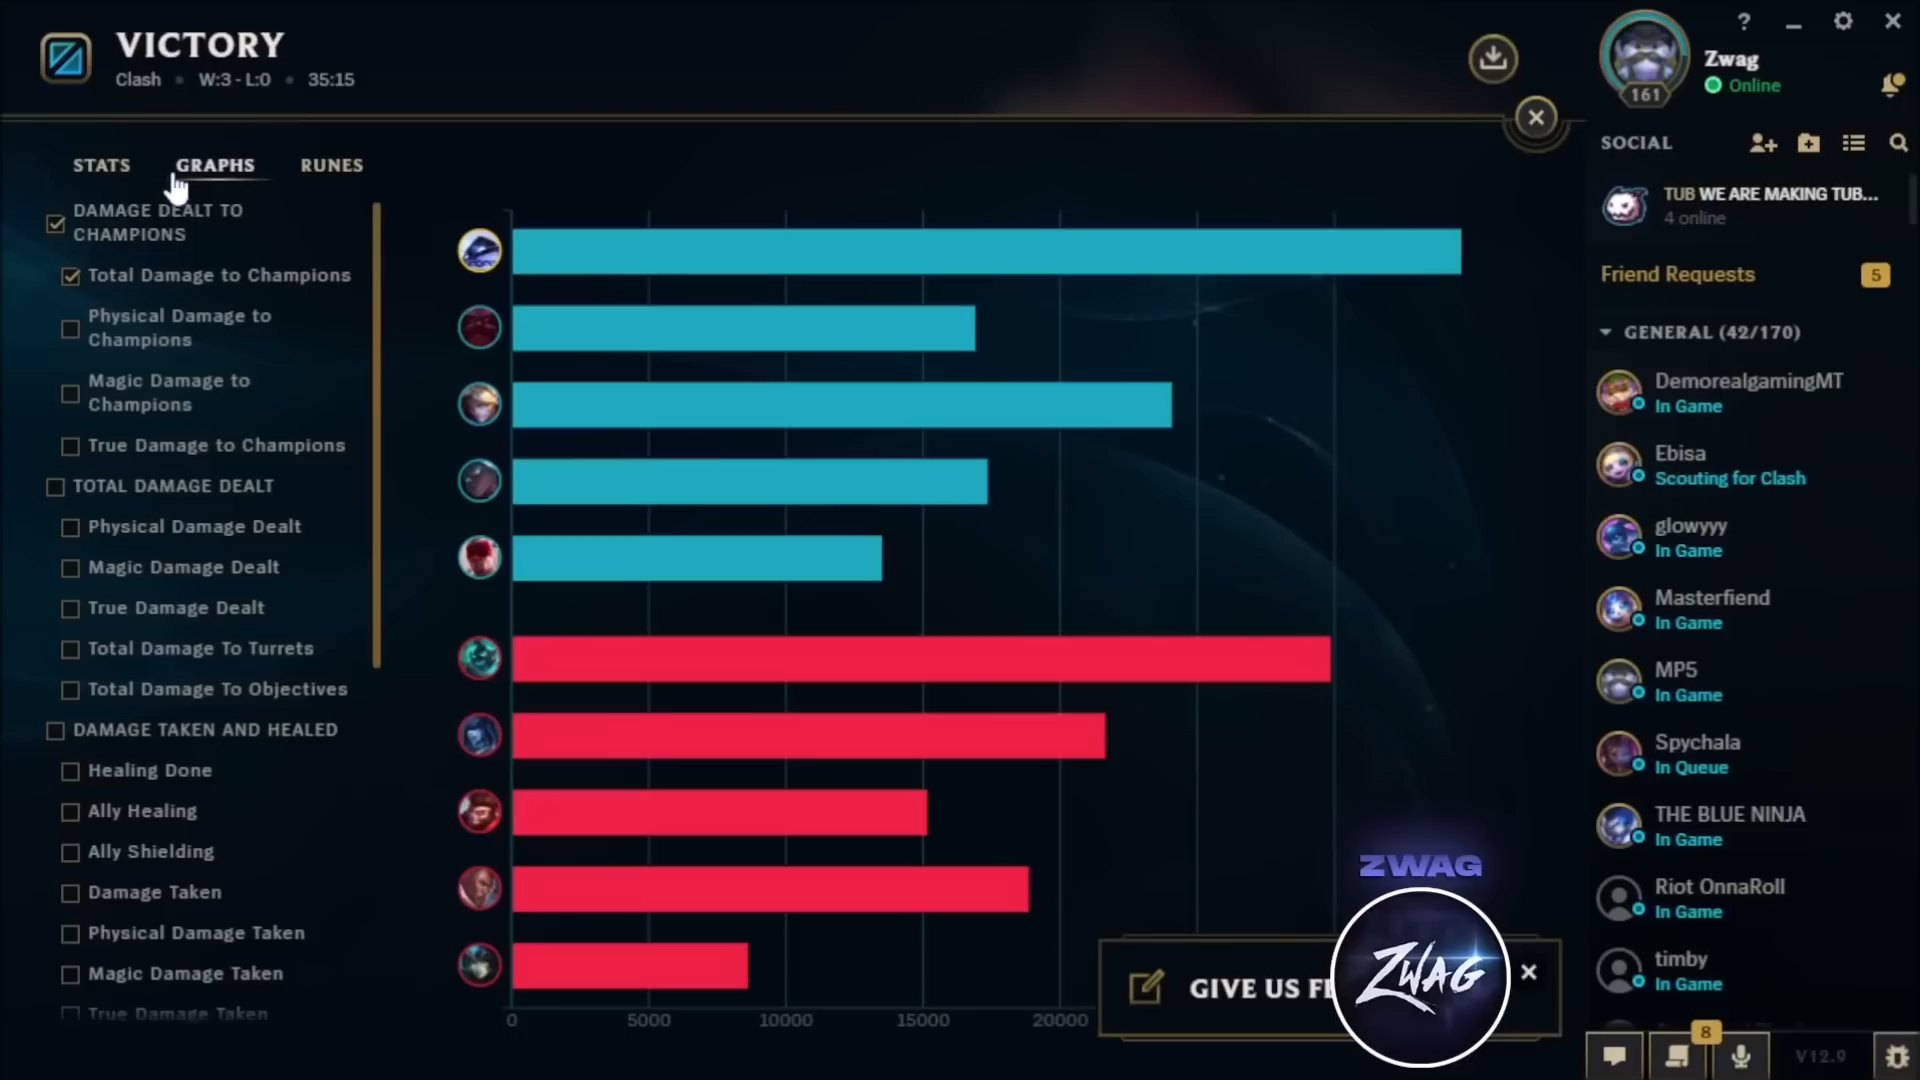 VICTORY
Clash • W:3 - L:0 • 35:15
STATS
GRAPHS
RUNES
DAMAGE DEALT TO
CHAMPIONS
Total Damage to Champions
Physical Damage to
Champions
Magic Damage to
Champions
True Damage to Champions
TOTAL DAMAGE DEALT
Physical Damage Dealt
Magic Damage Dealt
True Damage Dealt
Total Damage To Turrets
Total Damage To Objectives
DAMAGE TAKEN AND HEALED
Healing Done
Ally Healing
Ally Shielding
Damage Taken
Physical Damage Taken
Magic Damage Taken
True Damage Taken
0
5000
10000
15000
20000
GIVE US
ZWAG
ZWAG
?
161
Zwag
Online
SOCIAL
TUB WE ARE MAKING TUB...
4 online
Friend Requests
5
GENERAL (42/170)
DemorealgamingMT
In Game
Ebisa
Scouting for Clash
glowyyy
In Game
Masterfiend
In Game
MP5
In Game
Spychala
In Queue
THE BLUE NINJA
In Game
Riot OnnaRoll
In Game
timby
In Game
8
V12.9